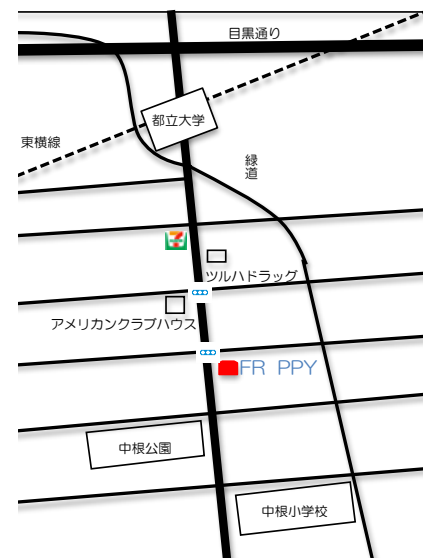 目黒通り
都立大学
東横線
緑道
7
ツルハドラッグ
アメリカンクラブハウス
FR PPY
中根公園
中根小学校